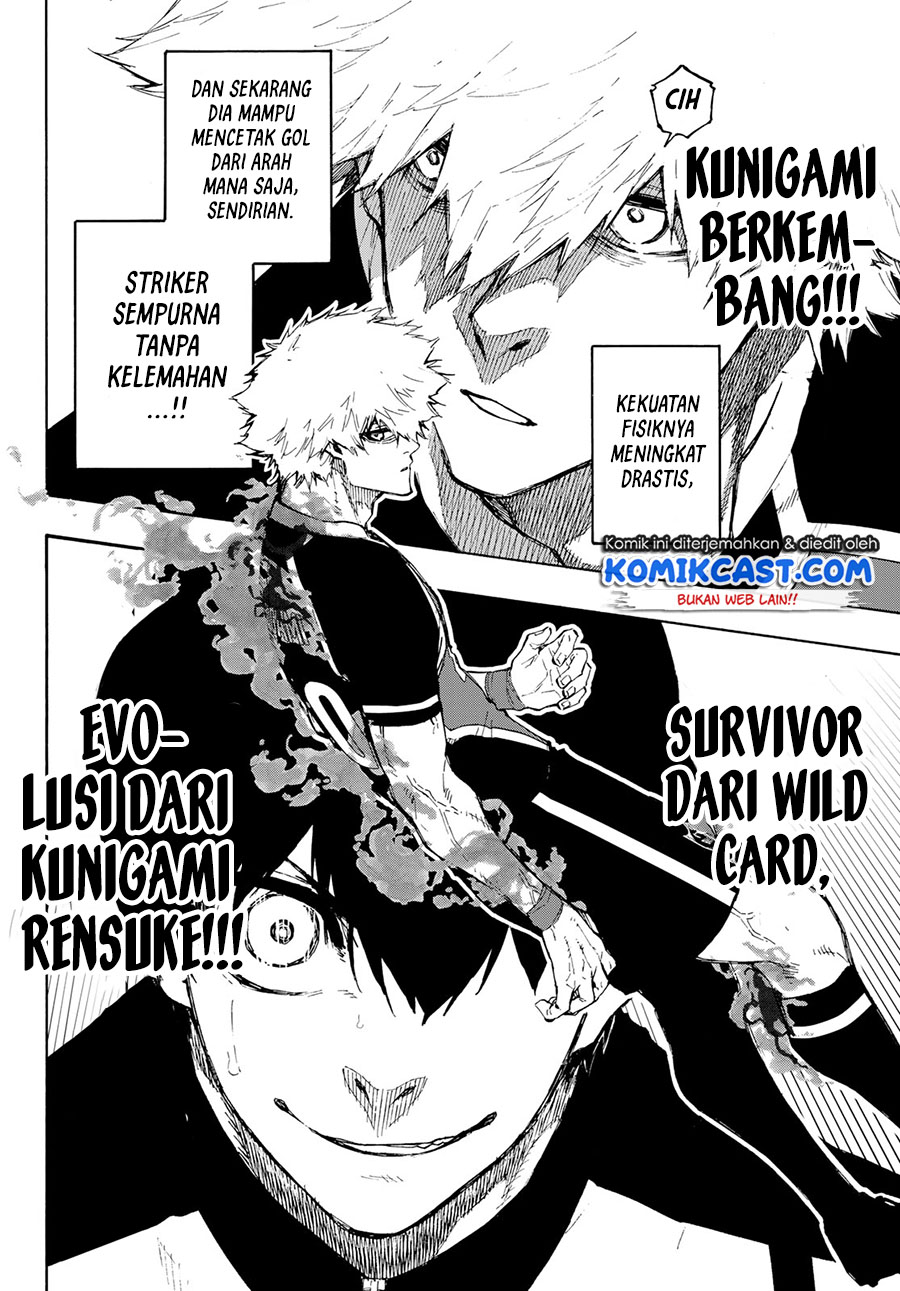 CIH
KUNIGAMI
BERKEM-
BANG!!!
KEKUATAN
FISIKNYA
MENINGKAT
DRASTIS,
DAN SEKARANG
DIA MAMPU
MENCETAK GOL
DARI ARAH
MANA SAJA,
SENDIRIAN.
STRIKER
SEMPURNA
TANPA
KELEMAHAN
...!!
Komik ini diterjemahkan & diedit oleh
KOMIKCAST.COM
BUKAN WEB LAIN!!
SURVIVOR
DARI WILD
CARD,
EVO-
LUSI DARI
KUNIGAMI
RENSUKE!!!